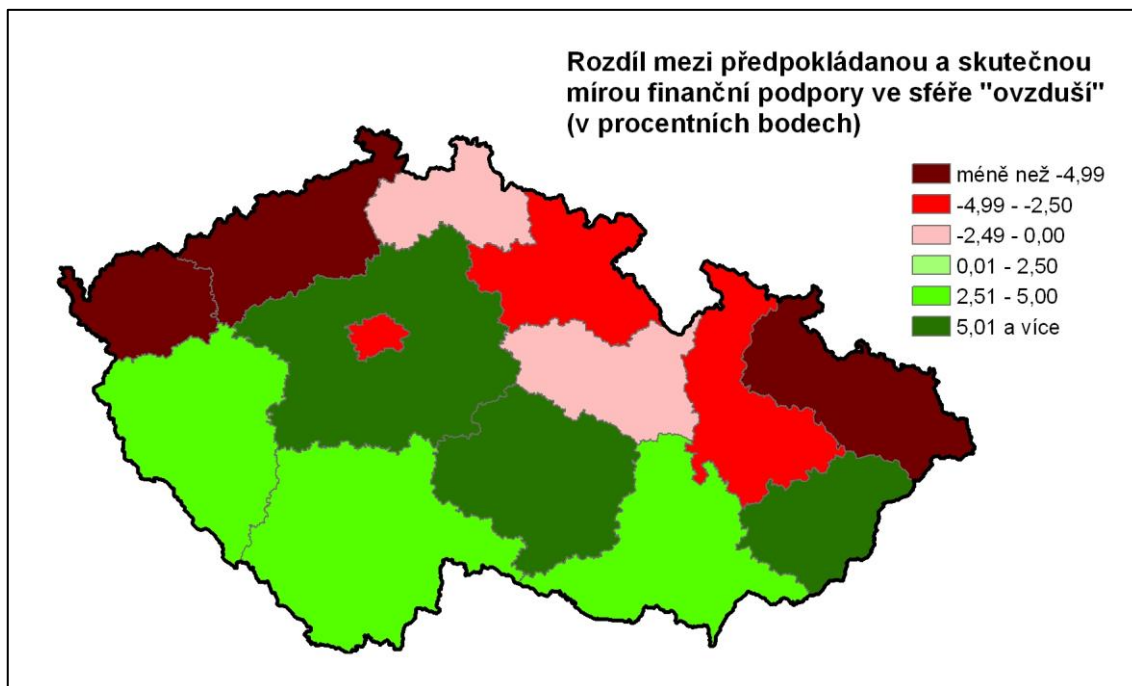 Rozdíl mezi předpokládanou a skutečnou
mírou finanční podpory ve sféře "ovzduší"
(v procentních bodech)
méně než -4,99
-4,99 - -2,50
-2,49 - 0,00
0,01 - 2,50
2,51 - 5,00
5,01 a více